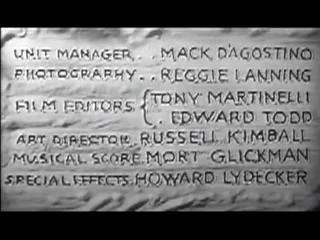 UNIT MANAGER.. MACK D'AGOSTINO
PHOTOGRAPHY.. REGGIE LANNING
FILM EDITORS { TONY MARTINELLI
. EDWARD TODD
ART DIRECTOR. RUSSELL KIMBALL
MUSICAL SCORE. MORT GLICKMAN
SPECIAL EFFECTS. HOWARD LYDECKER